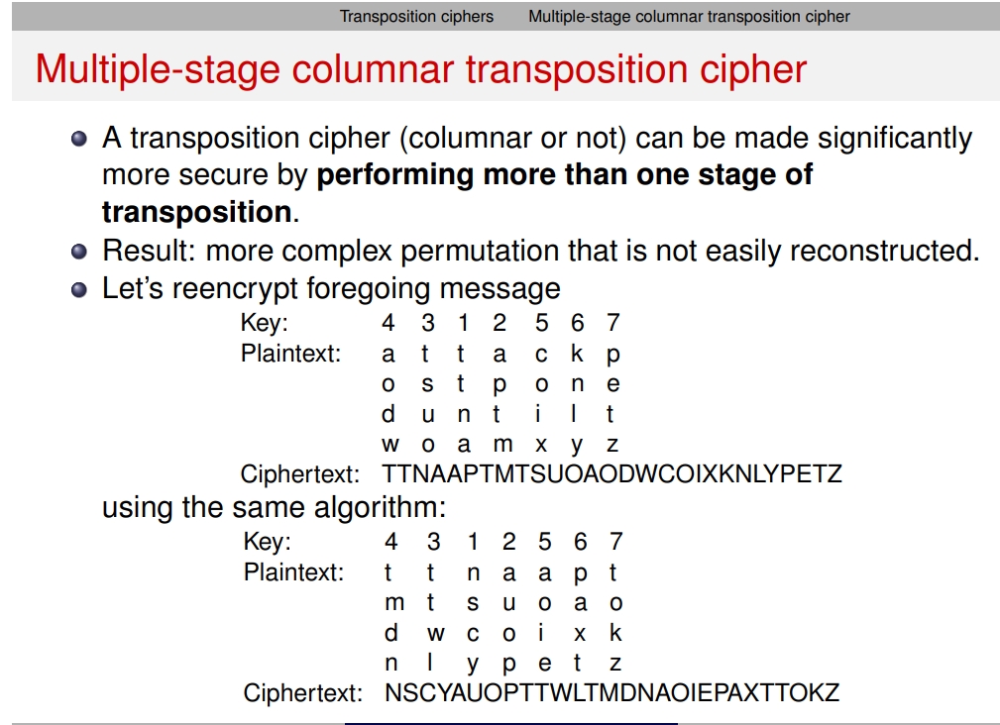 Transposition ciphers Multiple-stage columnar transposition cipher
Multiple-stage columnar transposition cipher
A transposition cipher (columnar or not) can be made significantly
more secure by performing more than one stage of
transposition.
Result: more complex permutation that is not easily reconstructed.
Let's reencrypt foregoing message
Key: 4 3 1 2 5 6 7
Plaintext: a t t a c k p
o s t p o n e
d u n t i l t
w o a m x y z
Ciphertext: TTNAAPTMTSUOAODWCOIXKNLYPETZ
using the same algorithm:
Key: 4 3 1 2 5 6 7
Plaintext: t t n a a p t
m t s u o a o
d w c o i x k
n l y p e t z
Ciphertext: NSCYAUOPTTWLTMDNAOIEPAXTTOKZ